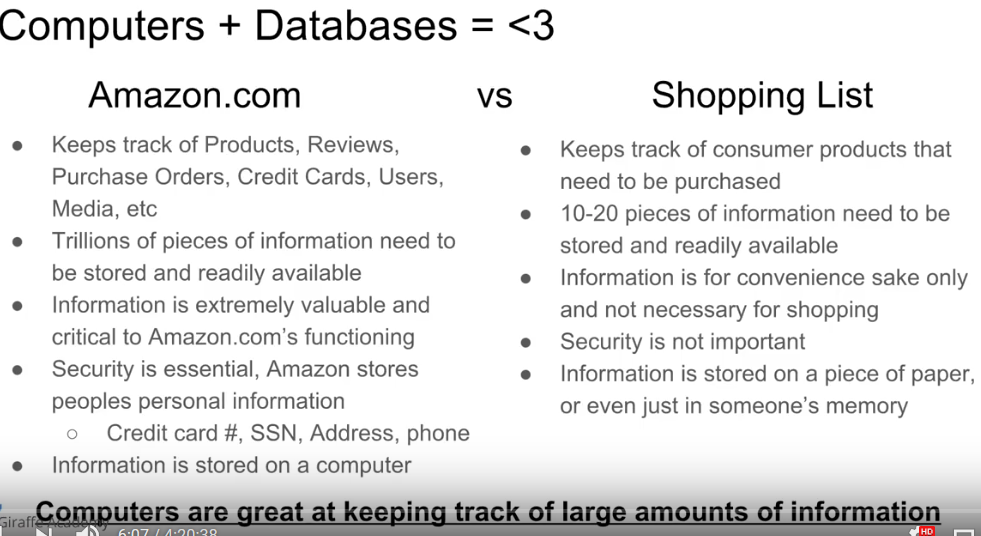 Computers + Databases = <3
Amazon.com vs Shopping List
● Keeps track of Products, Reviews,
Purchase Orders, Credit Cards, Users,
Media, etc
● Trillions of pieces of information need to
be stored and readily available
● Information is extremely valuable and
critical to Amazon.com’s functioning
● Security is essential, Amazon stores
peoples personal information
○ Credit card #, SSN, Address, phone
● Information is stored on a computer
● Keeps track of consumer products that
need to be purchased
● 10-20 pieces of information need to be
stored and readily available
● Information is for convenience sake only
and not necessary for shopping
● Security is not important
● Information is stored on a piece of paper,
or even just in someone’s memory
Computers are great at keeping track of large amounts of information
Giraffe Academy
6:07 / 4:20:38
HD